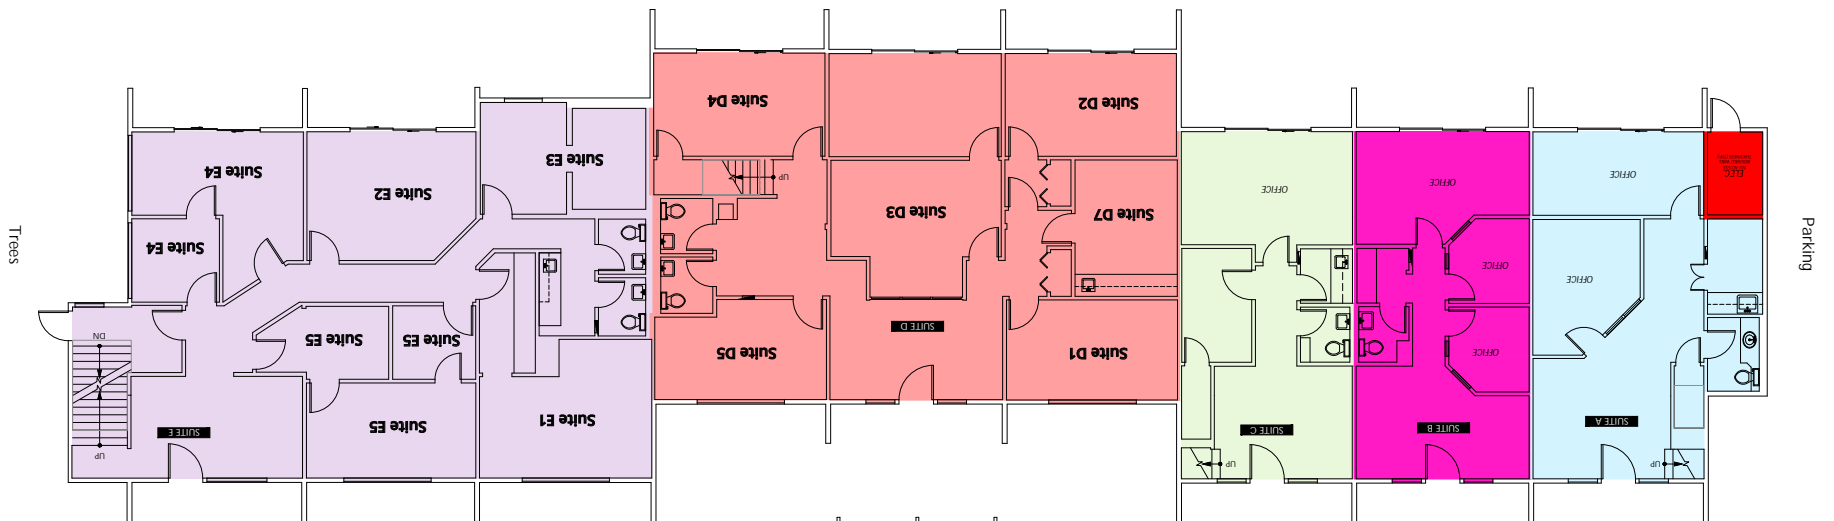 Suite D4
Suite D2
Suite E3
Suite E4
Suite E2
UP
Suite D3
Suite D7
OFFICE
OFFICE
OFFICE
ELEC.
Trees
Parking
Suite E4
OFFICE
OFFICE
DN
Suite E5
Suite E5
SUITE D
Suite D5
Suite D1
OFFICE
Suite E5
Suite E1
SUITE E
SUITE C
SUITE B
SUITE A
UP
UP
UP